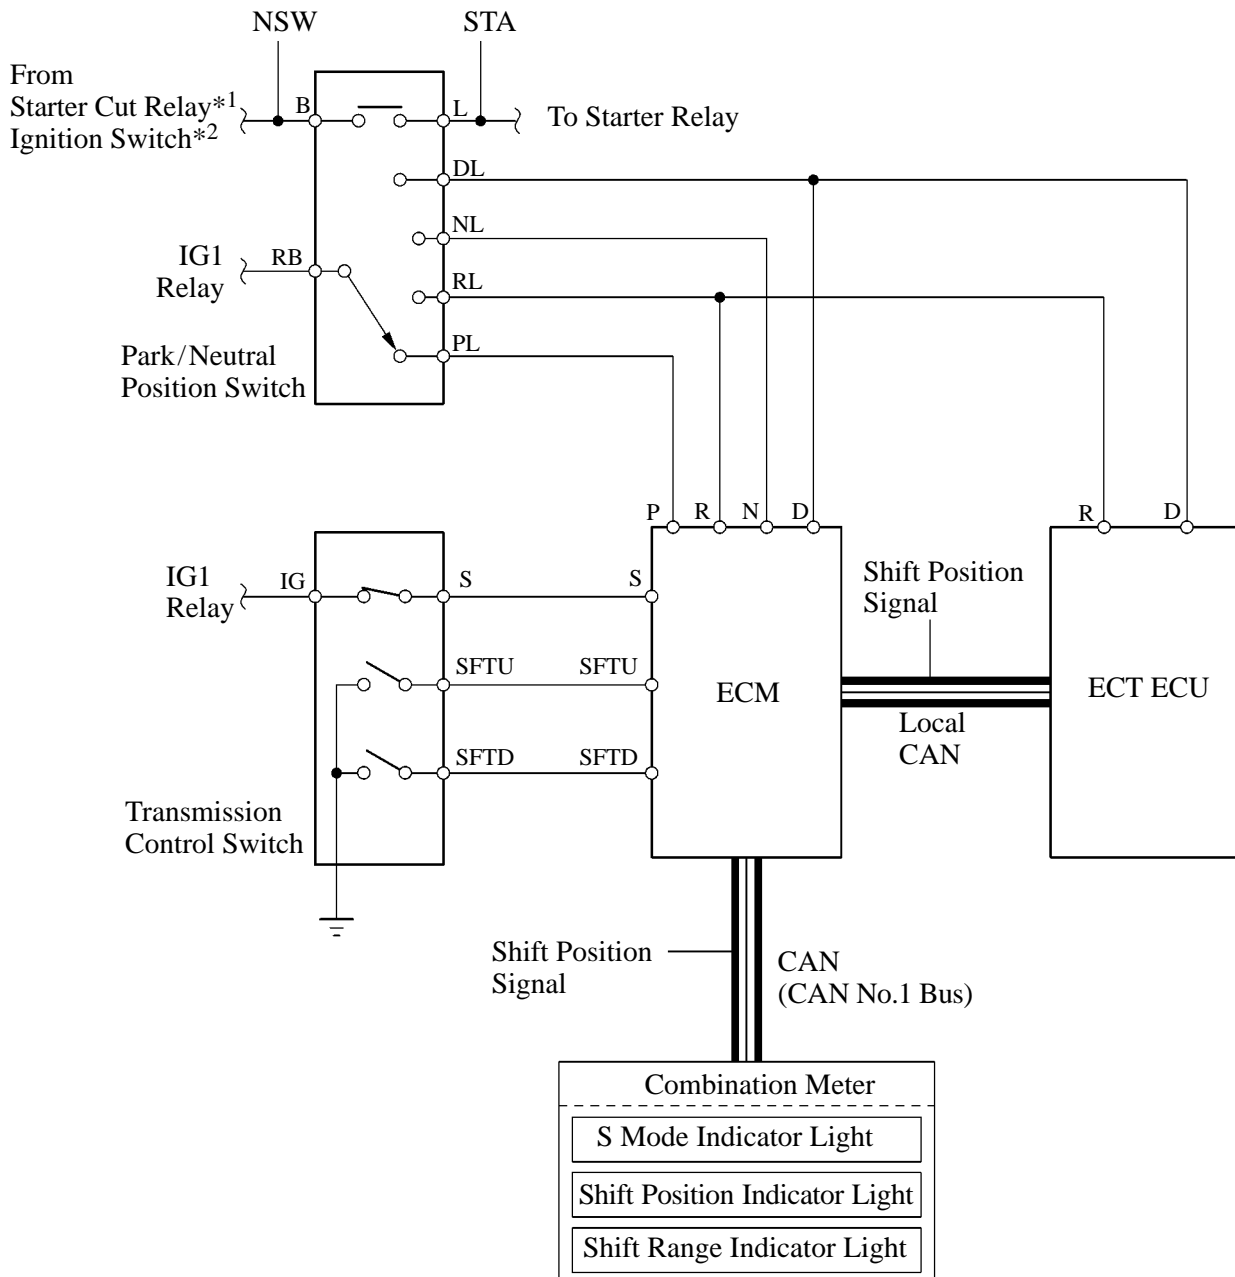 NSW
STA
From
Starter Cut Relay*1
Ignition Switch*2
B
L
To Starter Relay
DL
NL
IG1
Relay
RB
RL
PL
Park/Neutral
Position Switch
P
R
N
D
R
D
IG1
Relay
IG
S
S
Shift Position
Signal
SFTU
SFTU
ECM
ECT ECU
Local
CAN
SFTD
SFTD
Transmission
Control Switch
Shift Position
Signal
CAN
(CAN No.1 Bus)
Combination Meter
S Mode Indicator Light
Shift Position Indicator Light
Shift Range Indicator Light